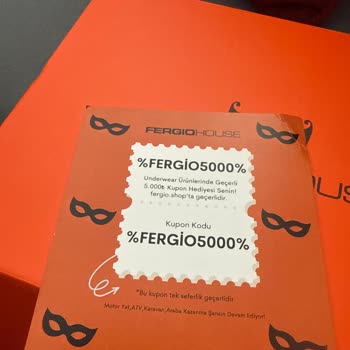 FERGIOHOUSE
%FERGİO5000%
Underwear Ürünlerinde Geçerli
5.000₺ Kupon Hediyesi Senin!
fergio.shop'ta geçerlidir.
Kupon Kodu
%FERGİO5000%
*Bu kupon tek seferlik geçerlidir.
Motor Yat,ATV,Karavan,Araba Kazanma Şansın Devam Ediyor!